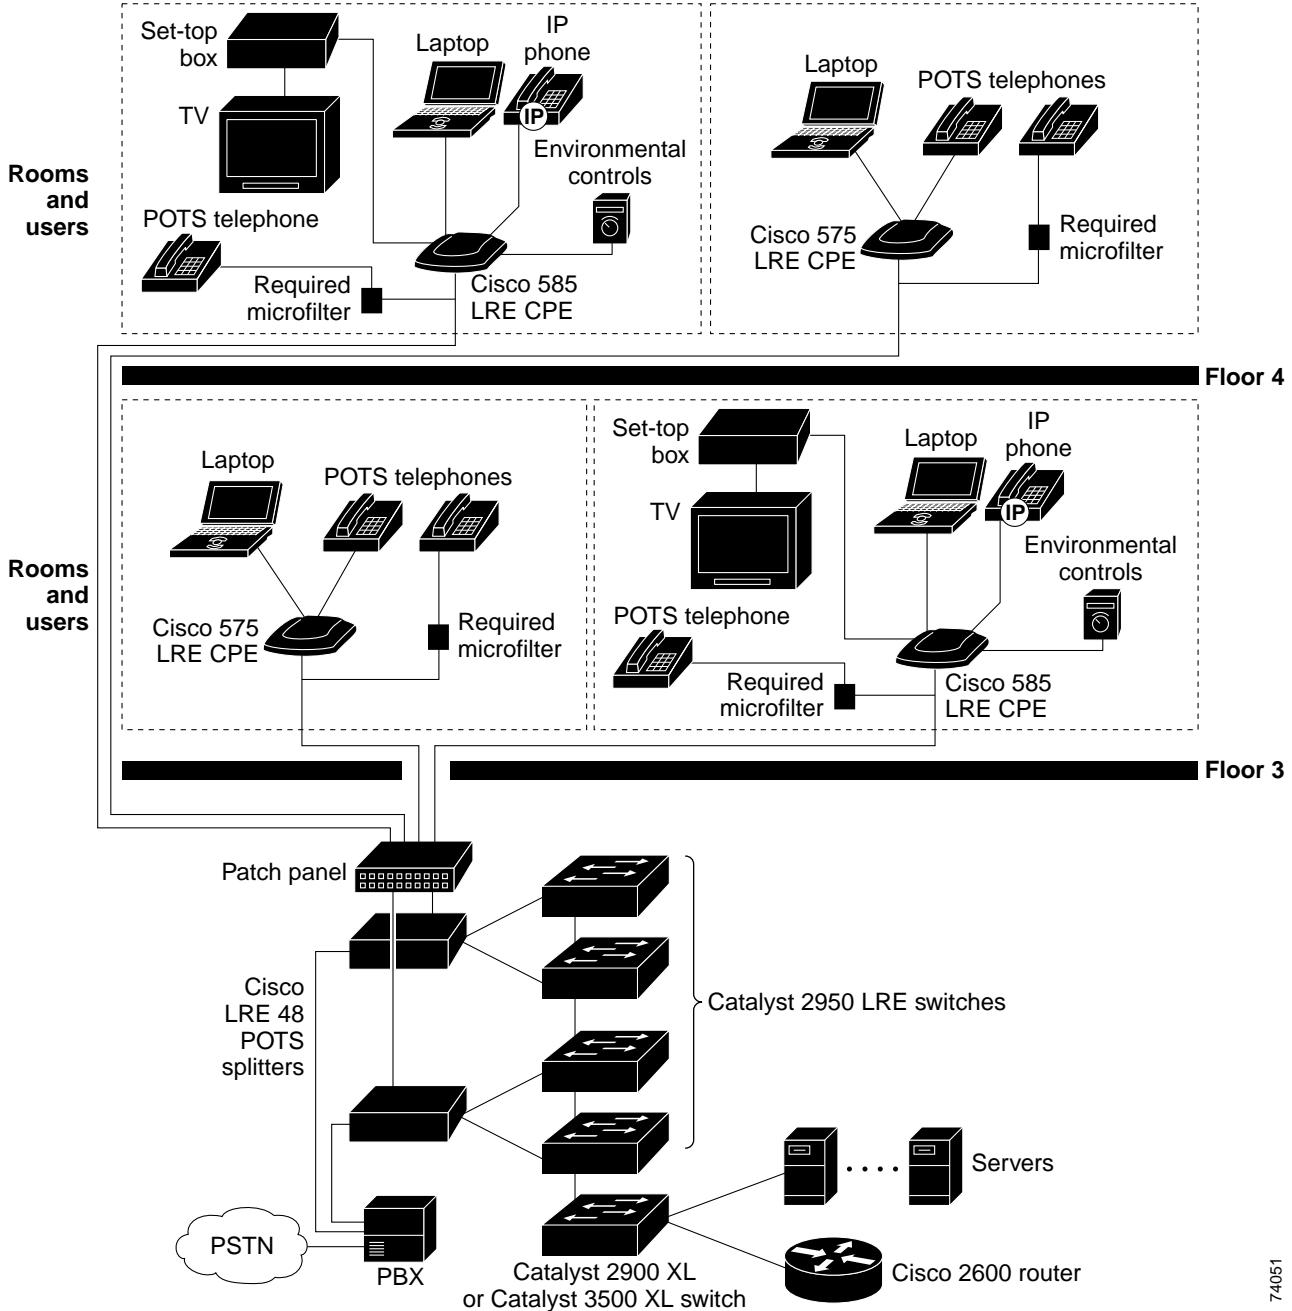 Set-top
box
Laptop
IP
phone
IP
TV
Environmental
controls
POTS telephone
Required
microfilter
Cisco 585
LRE CPE
Laptop
POTS telephones
Cisco 575
LRE CPE
Required
microfilter
Rooms
and
users
Floor 4
Laptop
POTS telephones
Cisco 575
LRE CPE
Required
microfilter
Set-top
box
Laptop
IP
phone
IP
TV
Environmental
controls
POTS telephone
Required
microfilter
Cisco 585
LRE CPE
Rooms
and
users
Floor 3
Patch panel
Cisco
LRE 48
POTS
splitters
Catalyst 2950 LRE switches
Servers
PSTN
PBX
Catalyst 2900 XL
or Catalyst 3500 XL switch
Cisco 2600 router
74051